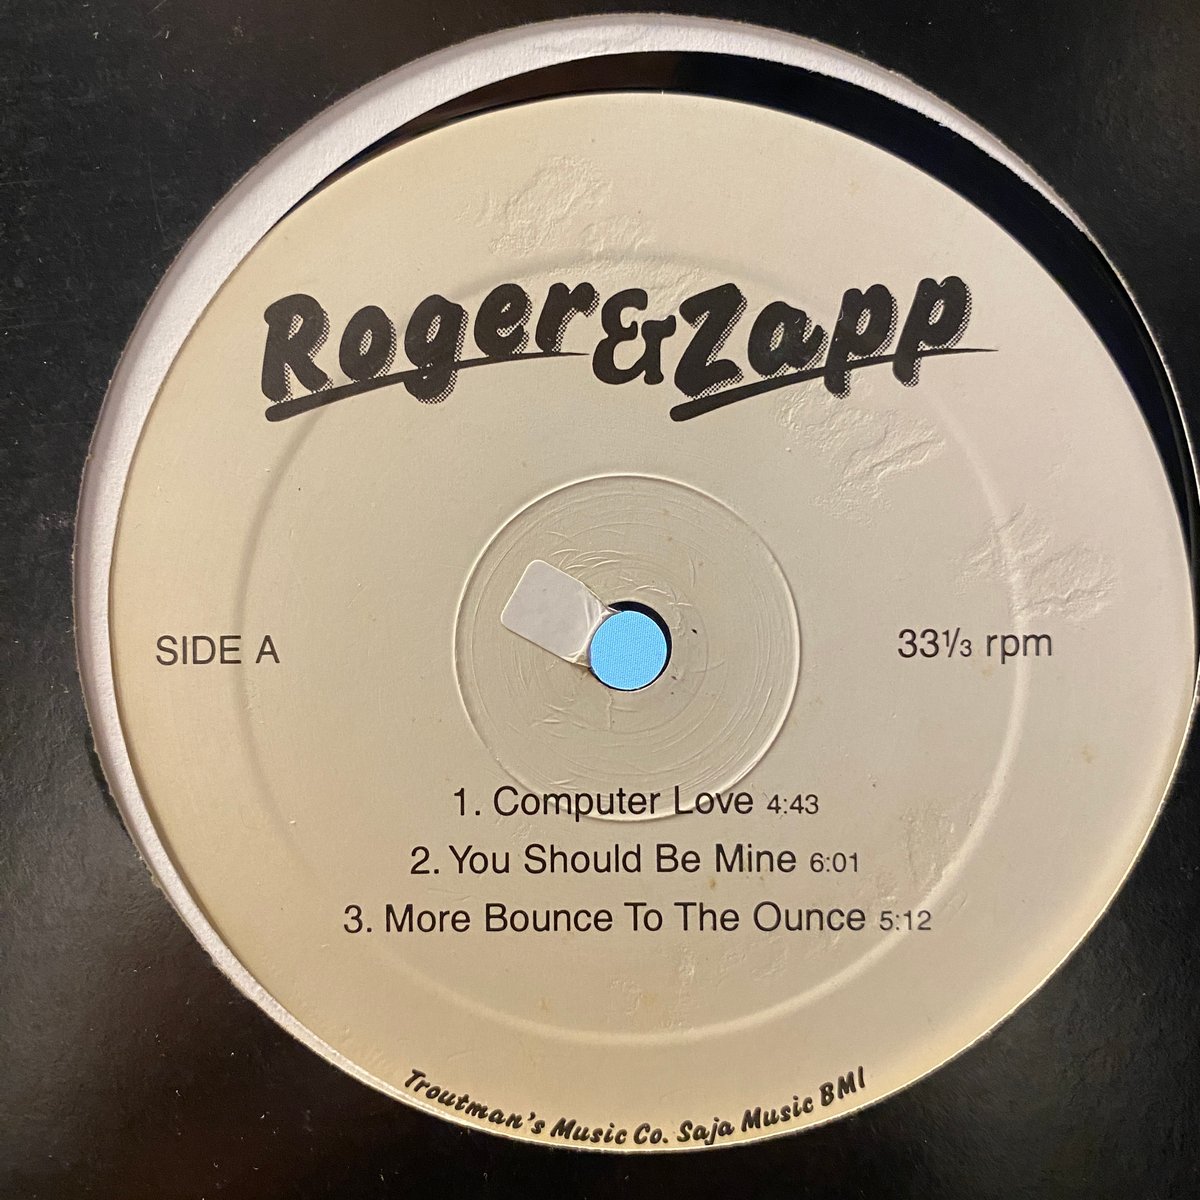 Roger & Zapp
SIDE A
33⅓ rpm
1. Computer Love 4:43
2. You Should Be Mine 6:01
3. More Bounce To The Ounce 5:12
Troutman's Music Co. Saja Music BMI